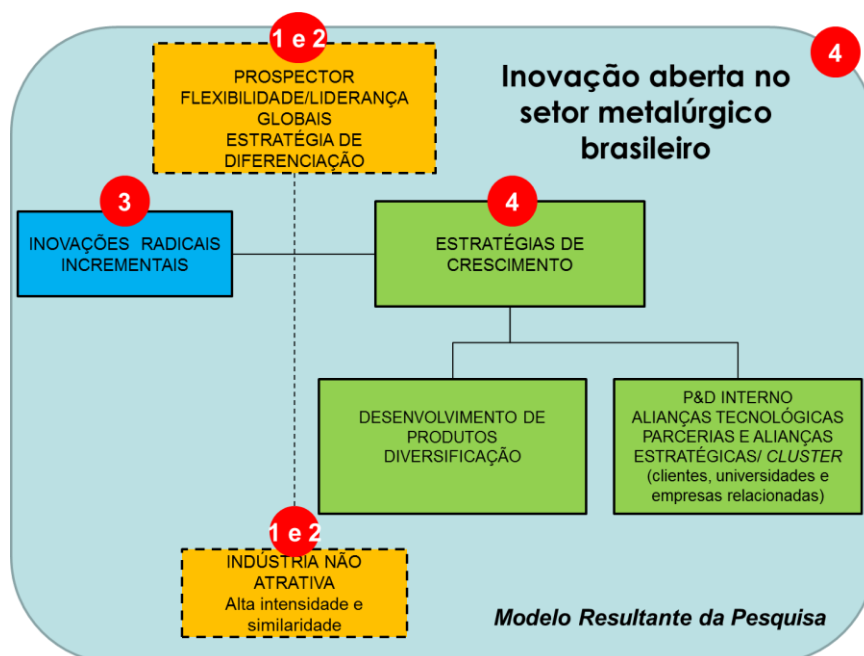 1 e 2
PROSPECTOR
FLEXIBILIDADE/LIDERANÇA
GLOBAIS
ESTRATÉGIA DE
DIFERENCIAÇÃO
4
Inovação aberta no
setor metalúrgico
brasileiro
3
INOVAÇÕES RADICAIS
INCREMENTAIS
4
ESTRATÉGIAS DE
CRESCIMENTO
DESENVOLVIMENTO DE
PRODUTOS
DIVERSIFICAÇÃO
P&D INTERNO
ALIANÇAS TECNOLÓGICAS
PARCERIAS E ALIANÇAS
ESTRATÉGICAS/ CLUSTER
(clientes, universidades e
empresas relacionadas)
1 e 2
INDÚSTRIA NÃO
ATRATIVA
Alta intensidade e
similaridade
Modelo Resultante da Pesquisa